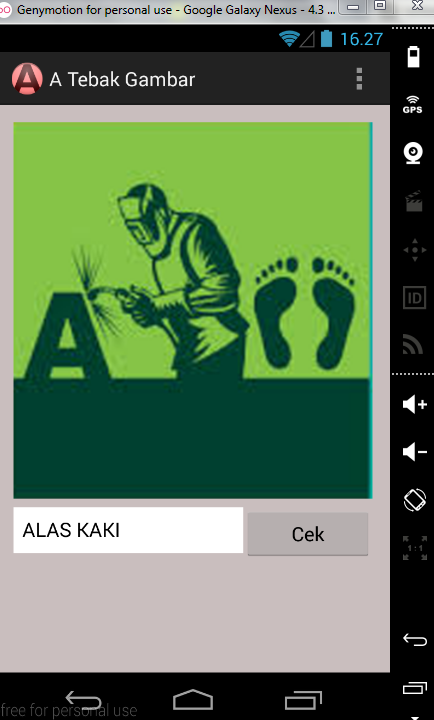 Genymotion for personal use - Google Galaxy Nexus - 4.3 ...
16.27
A Tebak Gambar
GPS
A
ID
ALAS KAKI
Cek
1:1
free for personal use